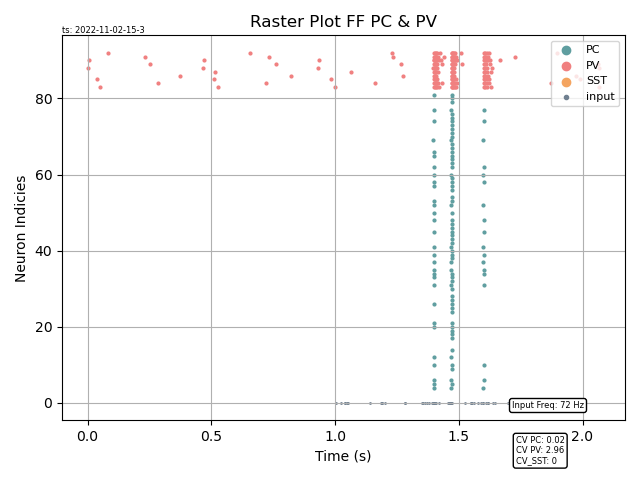 Raster Plot FF PC & PV
ts: 2022-11-02-15-3
PC
PV
SST
input
80
60
40
20
0
Neuron Indicies
Input Freq: 72 Hz
0.0 0.5 1.0 1.5 2.0
Time (s)
CV PC: 0.02
CV PV: 2.96
CV_SST: 0